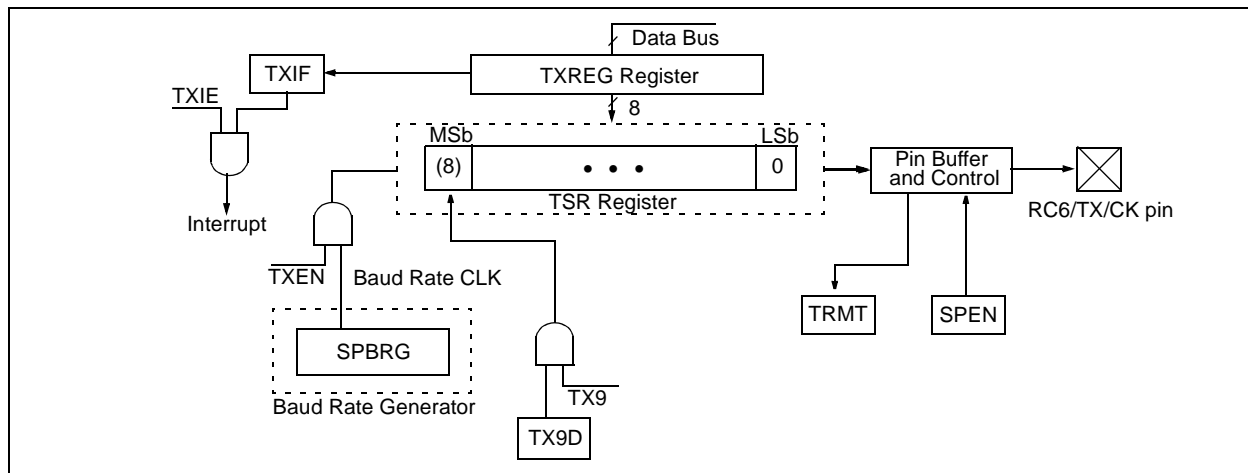 Data Bus
TXIF
TXREG Register
TXIE
8
MSb
LSb
(8)
• • •
0
Pin Buffer
and Control
TSR Register
Interrupt
RC6/TX/CK pin
TXEN
Baud Rate CLK
TRMT
SPEN
SPBRG
TX9
Baud Rate Generator
TX9D